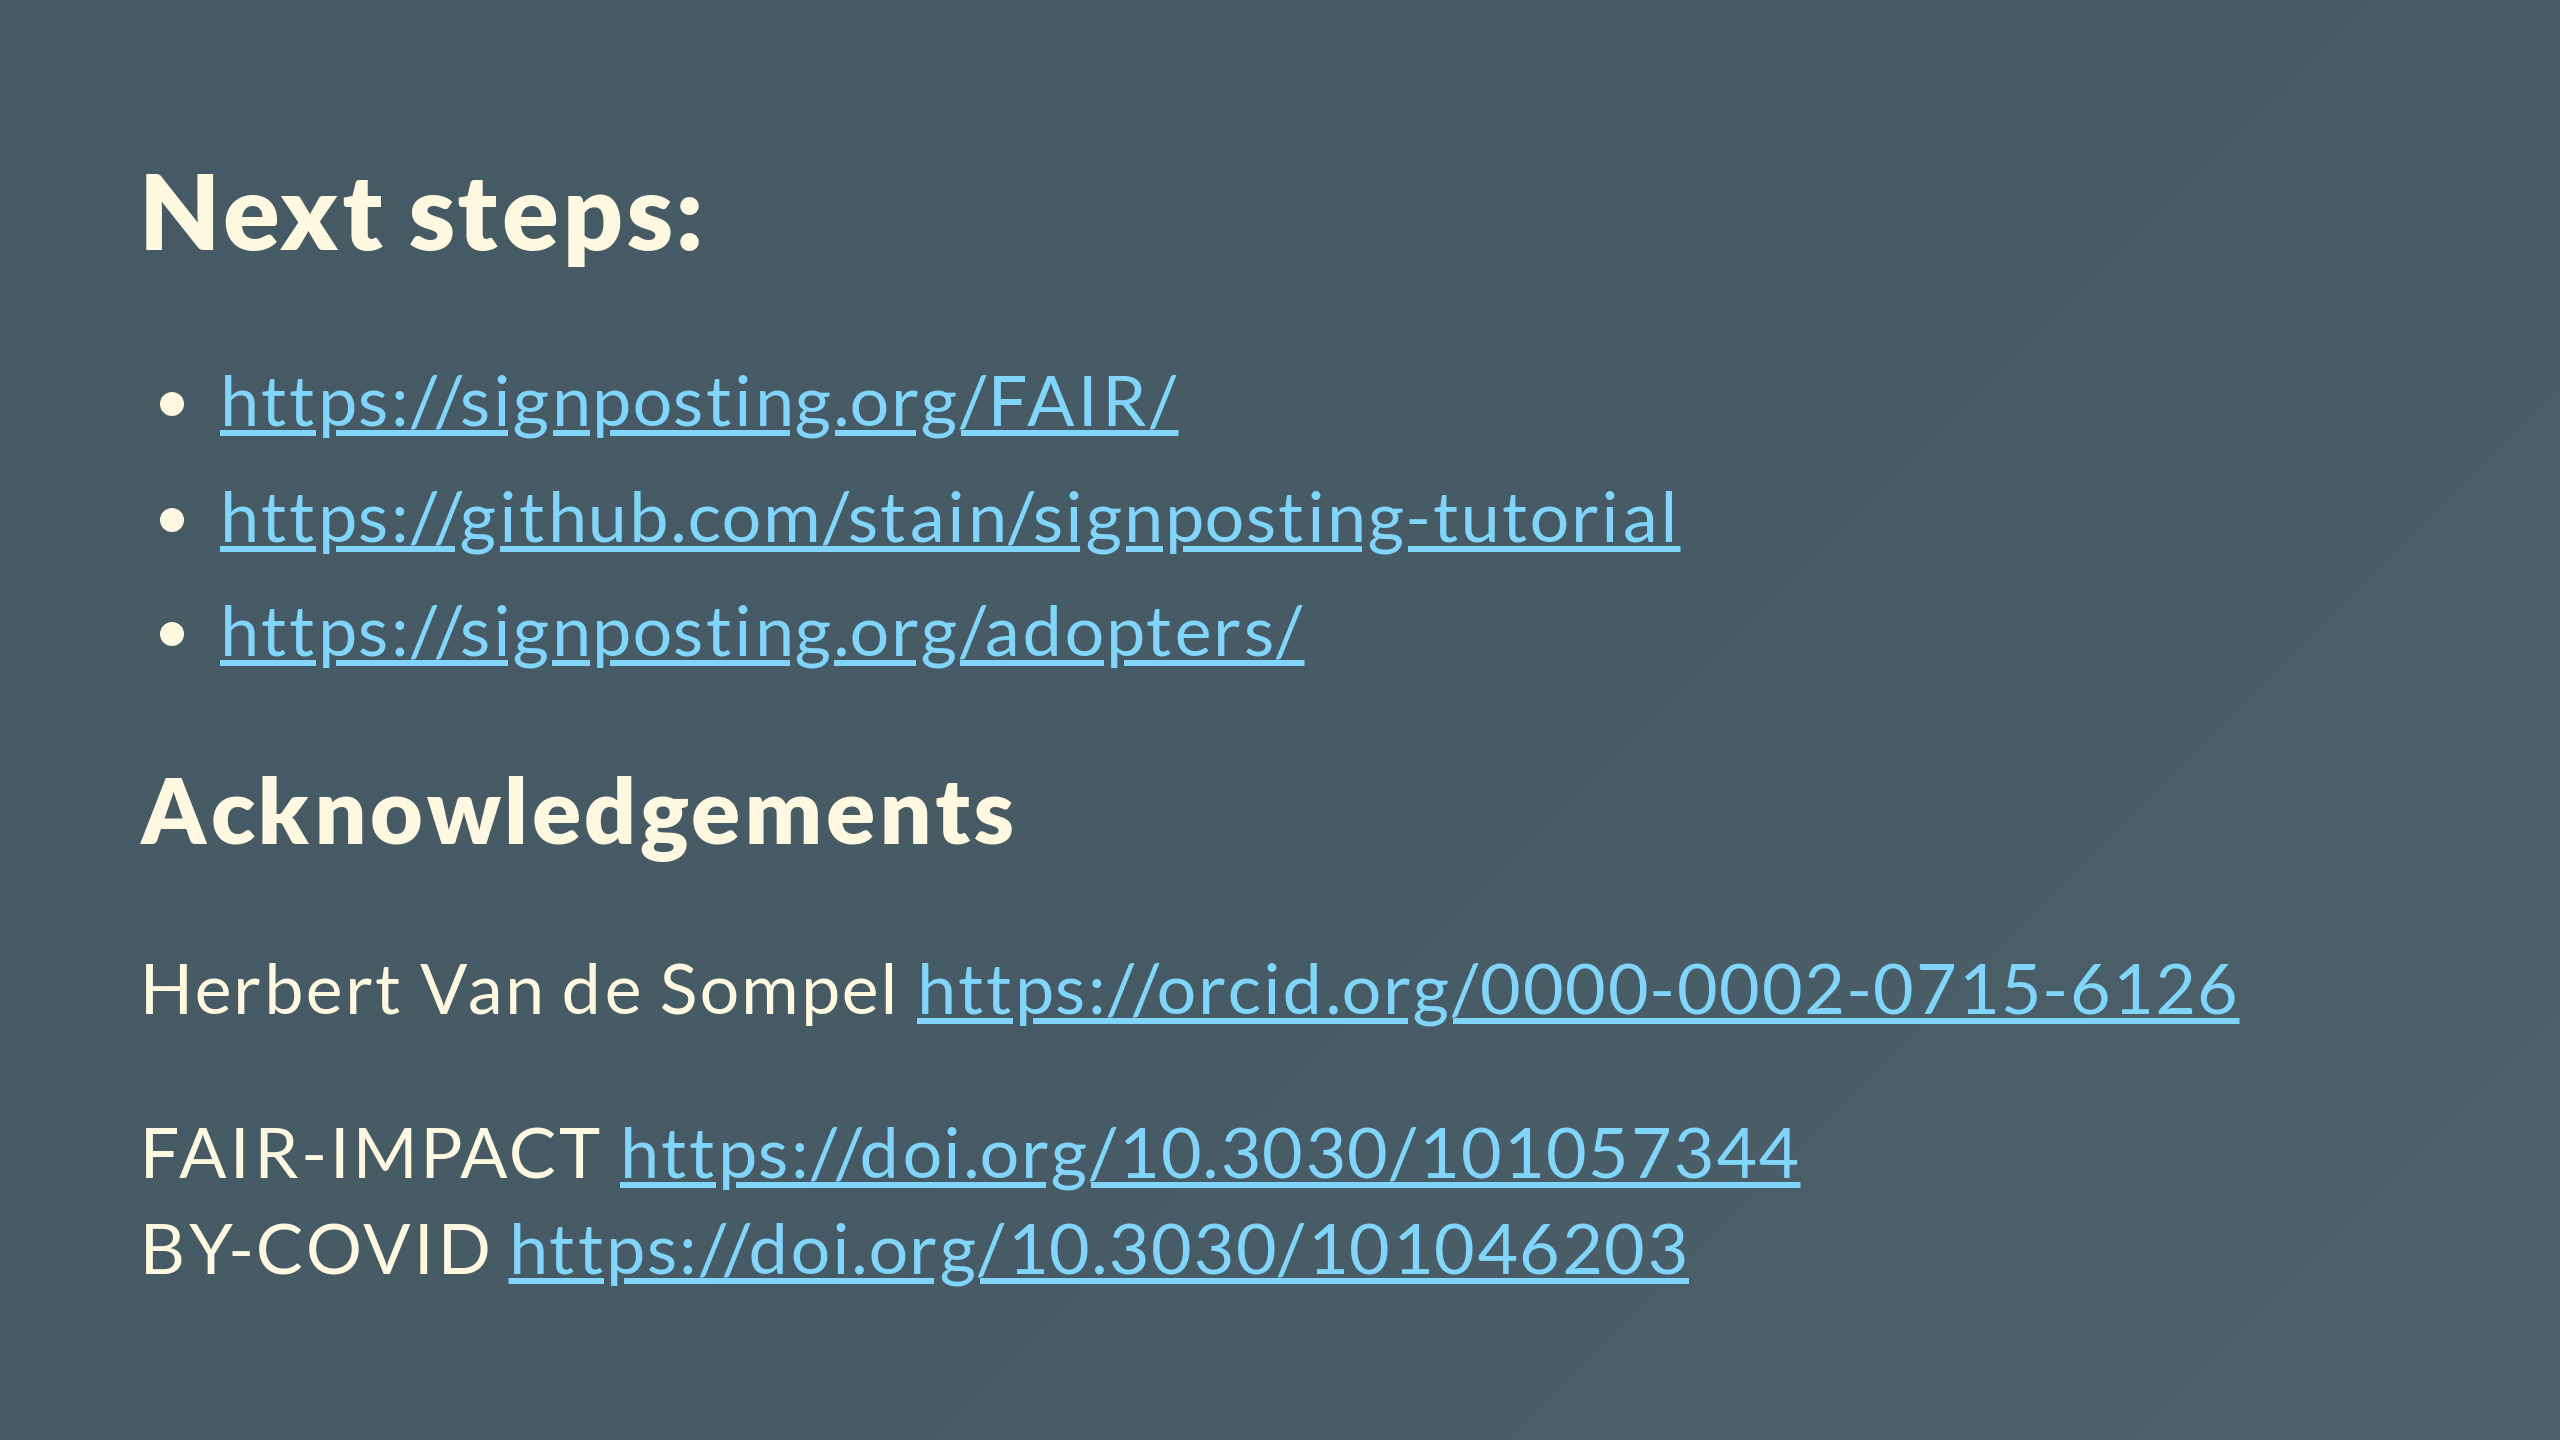 Next steps:
• https://signposting.org/FAIR/
• https://github.com/stain/signposting-tutorial
• https://signposting.org/adopters/
Acknowledgements
Herbert Van de Sompel https://orcid.org/0000-0002-0715-6126
FAIR-IMPACT https://doi.org/10.3030/101057344
BY-COVID https://doi.org/10.3030/101046203